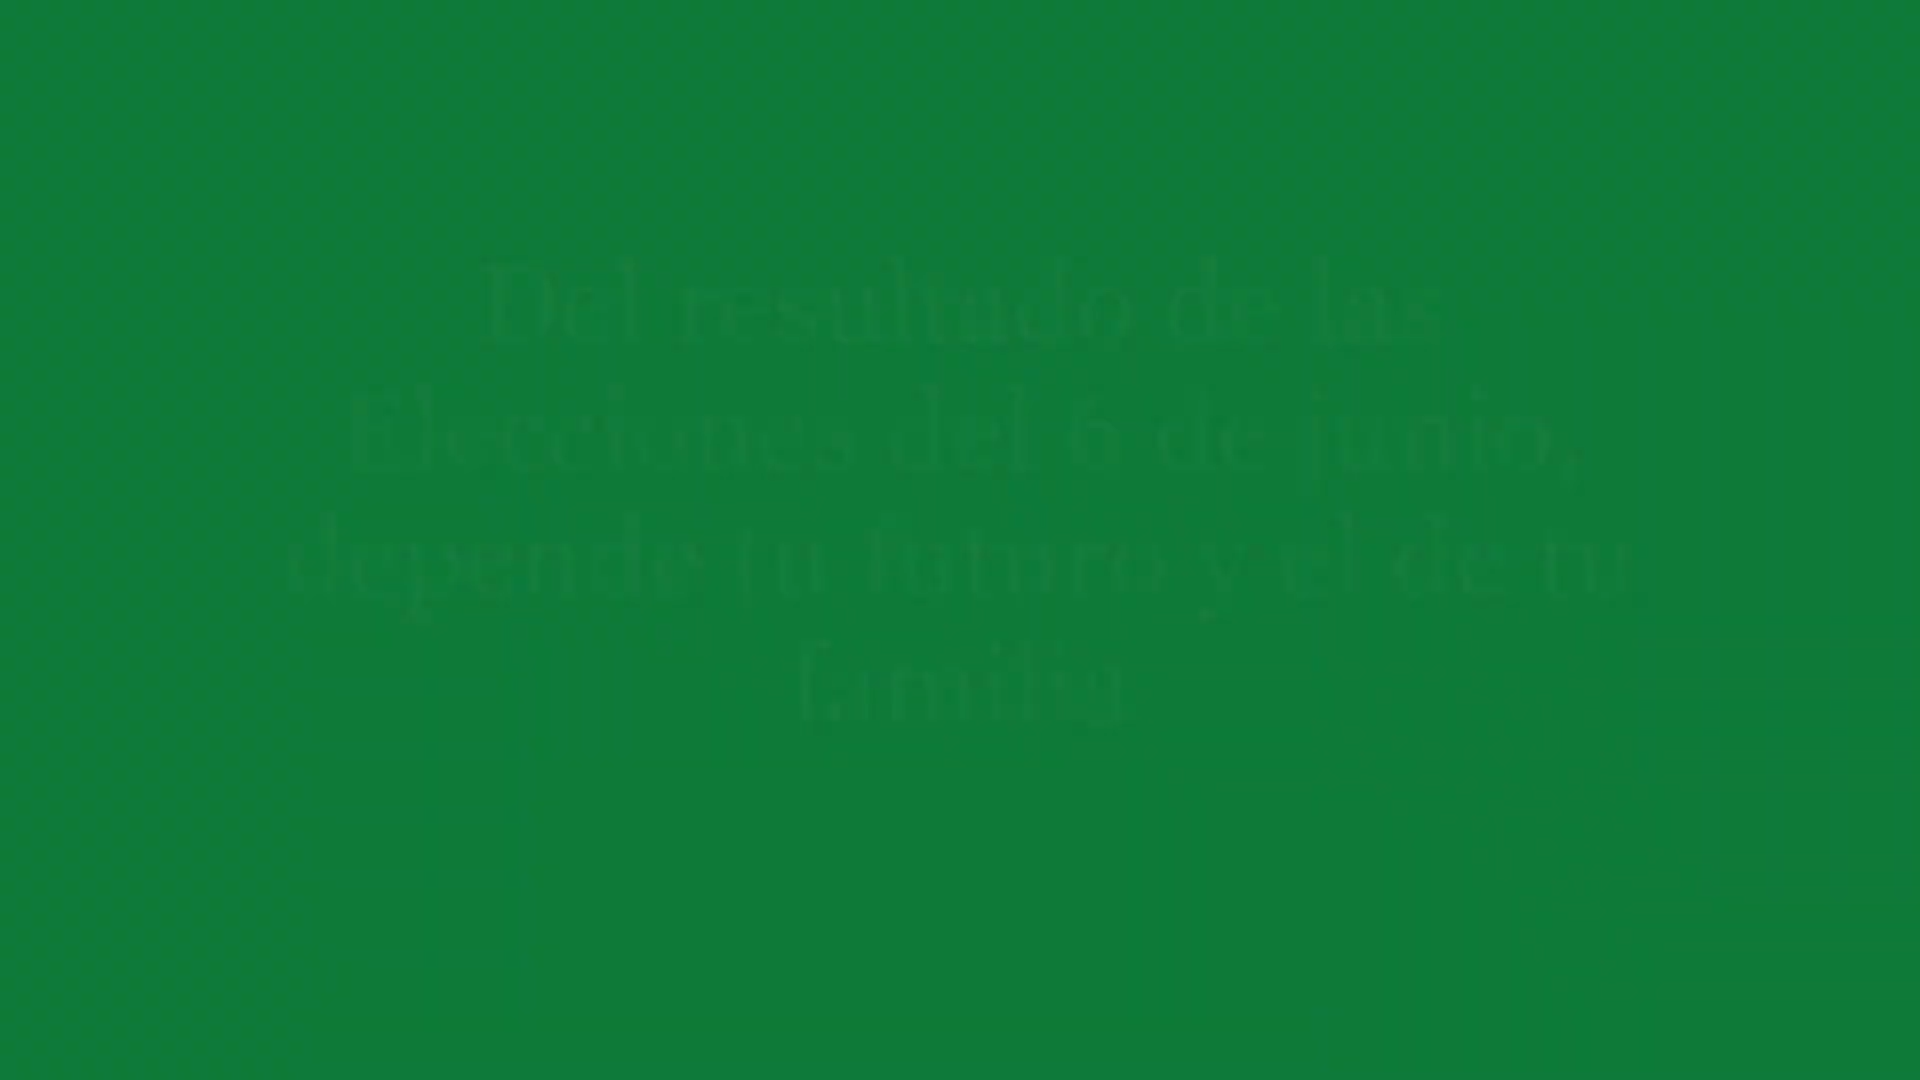 Del resultado de las
Elecciones del 6 de junio,
depende tu futuro y el de tu
familia